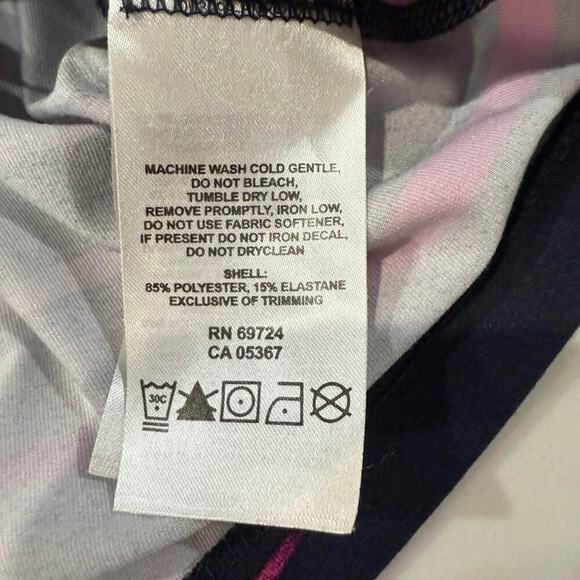 MACHINE WASH COLD GENTLE,
DO NOT BLEACH,
TUMBLE DRY LOW,
REMOVE PROMPTLY, IRON LOW,
DO NOT USE FABRIC SOFTENER,
IF PRESENT DO NOT IRON DECAL,
DO NOT DRYCLEAN
SHELL:
85% POLYESTER, 15% ELASTANE
EXCLUSIVE OF TRIMMING
RN 69724
CA 05367
30C